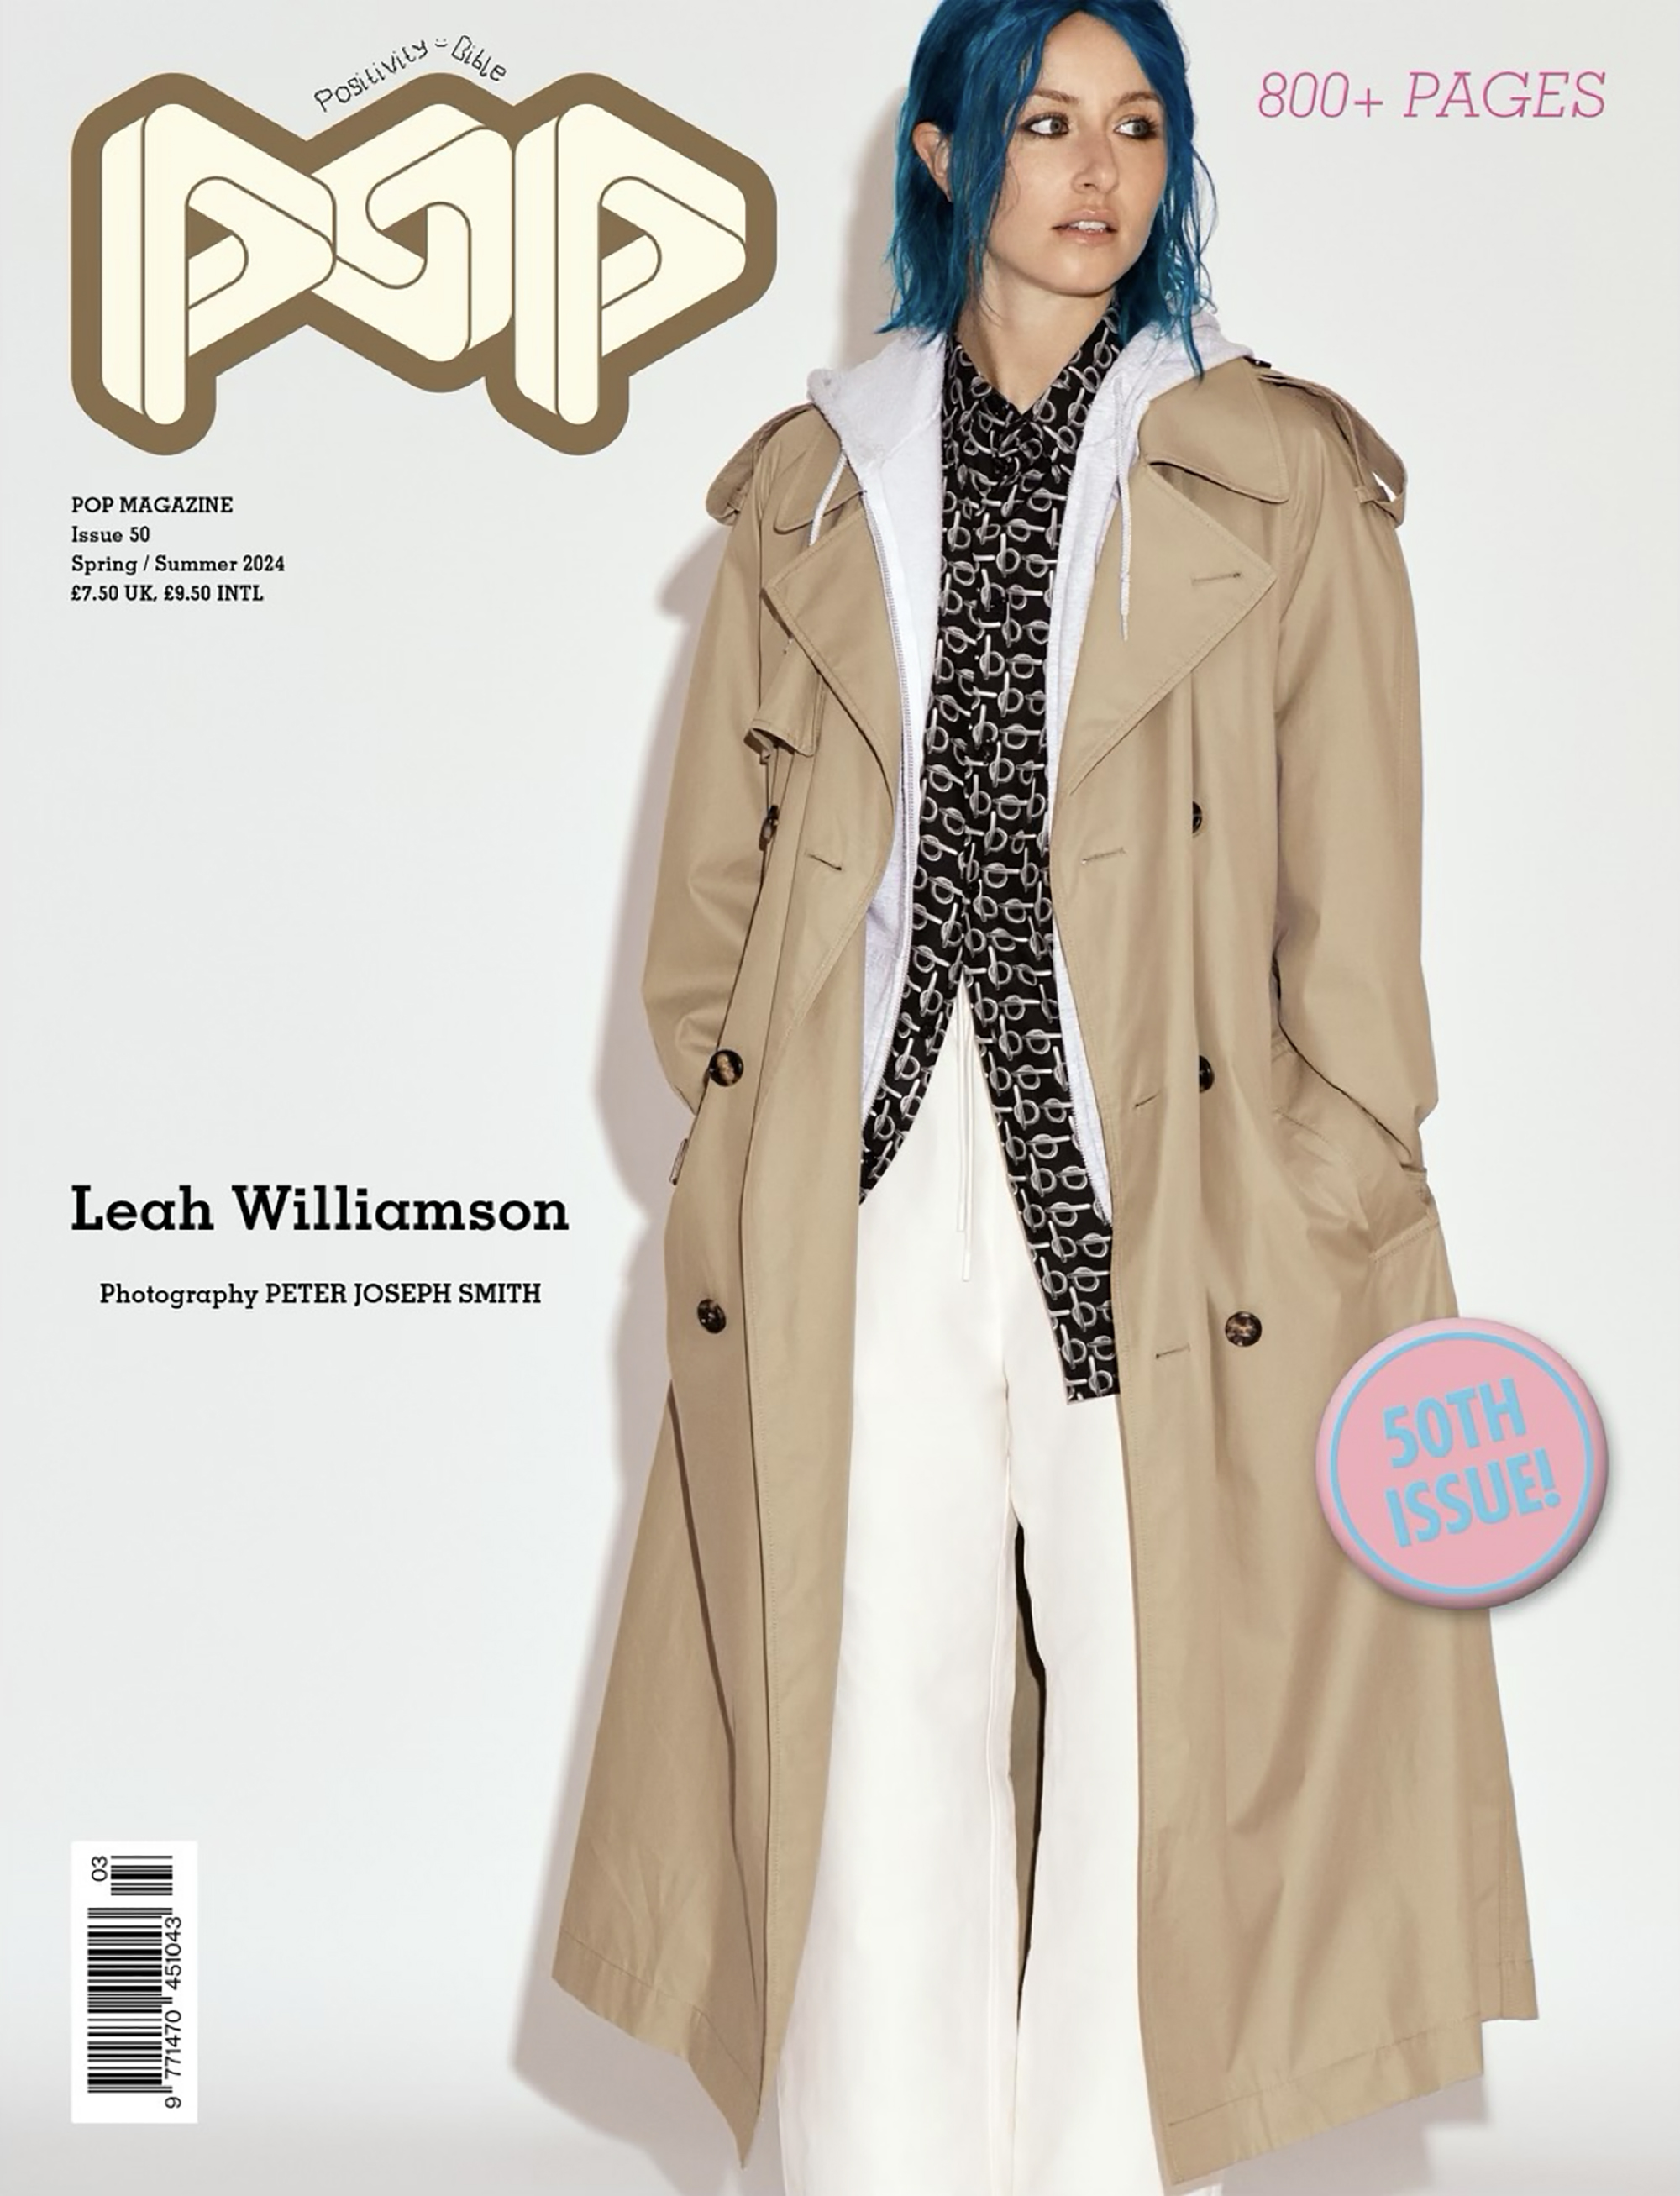 Positivity - Bible
POP
800+ PAGES
POP MAGAZINE
Issue 50
Spring / Summer 2024
£7.50 UK, £9.50 INTL
Leah Williamson
Photography PETER JOSEPH SMITH
50TH
ISSUE!
03
9 771470 451043